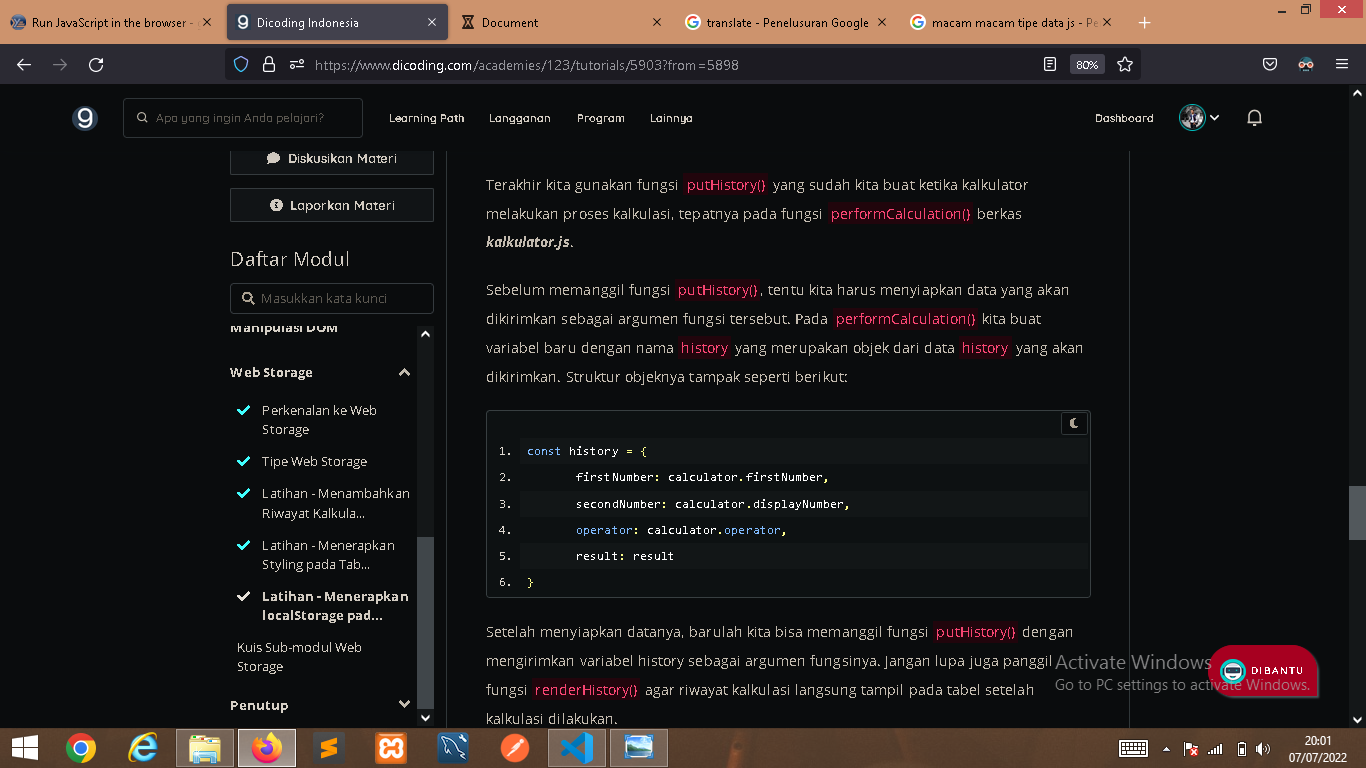 Run JavaScript in the browser -
Dicoding Indonesia
Document
translate - Penelusuran Google
macam macam tipe data js - Pe
https://www.dicoding.com/academies/123/tutorials/5903?from=5898
80%
Apa yang ingin Anda pelajari?
Learning Path
Langganan
Program
Lainnya
Dashboard
Diskusikan Materi
Laporkan Materi
Daftar Modul
Masukkan kata kunci
Manipulasi DOM
Web Storage
Perkenalan ke Web
Storage
Tipe Web Storage
Latihan - Menambahkan
Riwayat Kalkula...
Latihan - Menerapkan
Styling pada Tab...
Latihan - Menerapkan
localStorage pad...
Kuis Sub-modul Web
Storage
Penutup
Terakhir kita gunakan fungsi putHistory() yang sudah kita buat ketika kalkulator
melakukan proses kalkulasi, tepatnya pada fungsi performCalculation() berkas
kalkulator.js.
Sebelum memanggil fungsi putHistory(), tentu kita harus menyiapkan data yang akan
dikirimkan sebagai argumen fungsi tersebut. Pada performCalculation() kita buat
variabel baru dengan nama history yang merupakan objek dari data history yang akan
dikirimkan. Struktur objeknya tampak seperti berikut:
1. const history = {
2. firstNumber: calculator.firstNumber,
3. secondNumber: calculator.displayNumber,
4. operator: calculator.operator,
5. result: result
6. }
Setelah menyiapkan datanya, barulah kita bisa memanggil fungsi putHistory() dengan
mengirimkan variabel history sebagai argumen fungsinya. Jangan lupa juga panggil
fungsi renderHistory() agar riwayat kalkulasi langsung tampil pada tabel setelah
kalkulasi dilakukan.
Activate Windows
Go to PC settings to activate Windows.
DIBANTU
20:01
07/07/2022